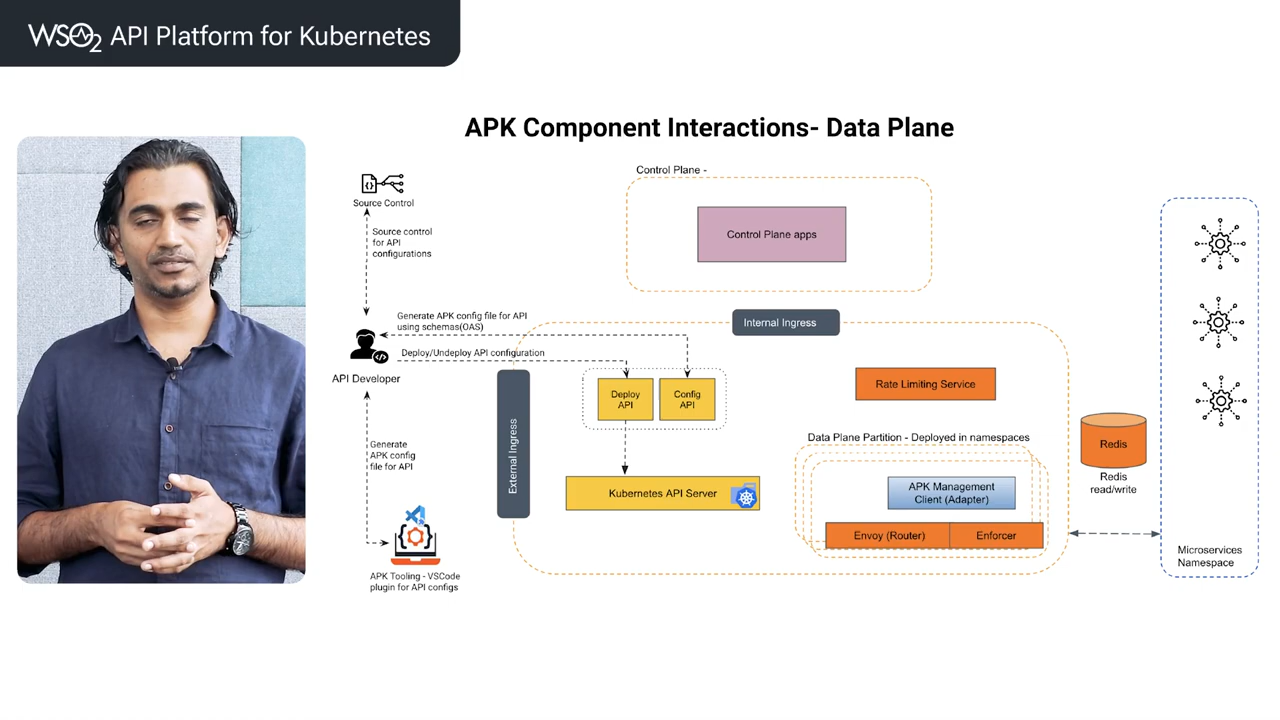 WSO2 API Platform for Kubernetes
APK Component Interactions- Data Plane
Control Plane -
Control Plane apps
Source Control
Source control
for API
configurations
Generate APK config file for API
using schemas(OAS)
Deploy/Undeploy API configuration
API Developer
Generate
APK config
file for API
APK Tooling - VSCode
plugin for API configs
External Ingress
Internal Ingress
Deploy
API
Config
API
Kubernetes API Server
Rate Limiting Service
Data Plane Partition - Deployed in namespaces
APK Management
Client (Adapter)
Envoy (Router)
Enforcer
Redis
Redis
read/write
Microservices
Namespace